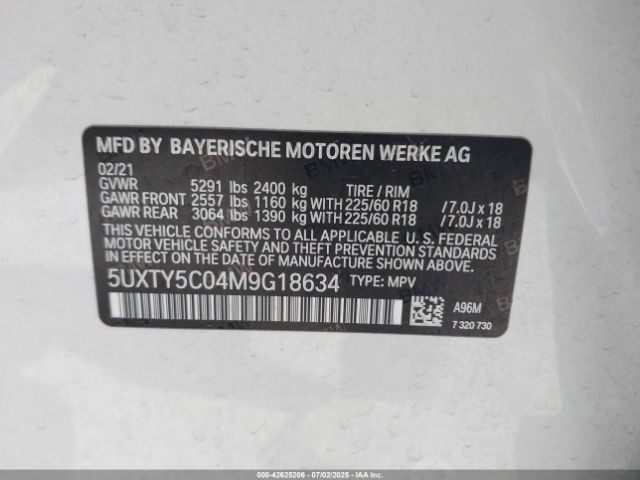 MFD BY BAYERISCHE MOTOREN WERKE AG
02/21
GVWR 5291 lbs 2400 kg TIRE / RIM
GAWR FRONT 2557 lbs 1160 kg WITH 225/60 R18 /7.0J x 18
GAWR REAR 3064 lbs 1390 kg WITH 225/60 R18 /7.0J x 18
THIS VEHICLE CONFORMS TO ALL APPLICABLE U. S. FEDERAL
MOTOR VEHICLE SAFETY AND THEFT PREVENTION STANDARDS
IN EFFECT ON THE DATE OF MANUFACTURE SHOWN ABOVE.
5UXTY5C04M9G18634 TYPE: MPV
A96M
7 320 730
000-42625206 - 07/02/2025 - IAAI.com